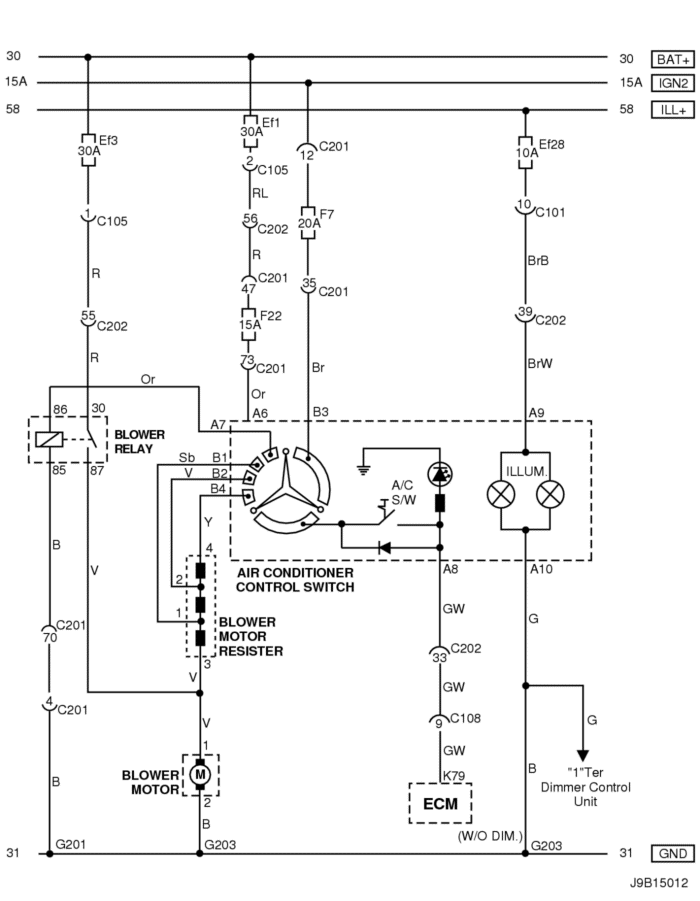 30
30
BAT+
15A
15A
IGN2
58
58
ILL+
Ef3
30A
Ef1
30A
C201
12
Ef28
10A
2
C105
1
C105
RL
F7
20A
10
C101
56
C202
R
R
BrB
C201
47
35
C201
55
C202
F22
15A
39
C202
R
73
C201
Br
BrW
Or
Or
86
30
A7
A6
B3
A9
BLOWER
RELAY
85
87
Sb
B1
V
B2
B4
A/C
S/W
ILLUM.
Y
B
V
4
2
1
AIR CONDITIONER
CONTROL SWITCH
A8
A10
BLOWER
MOTOR
RESISTER
GW
G
C201
70
3
V
C202
33
4
C201
GW
V
C108
9
G
1
GW
BLOWER
MOTOR
M
K79
B
B
"1"Ter
Dimmer Control
Unit
2
ECM
B
(W/O DIM.)
31
G201
G203
G203
31
GND
J9B15012